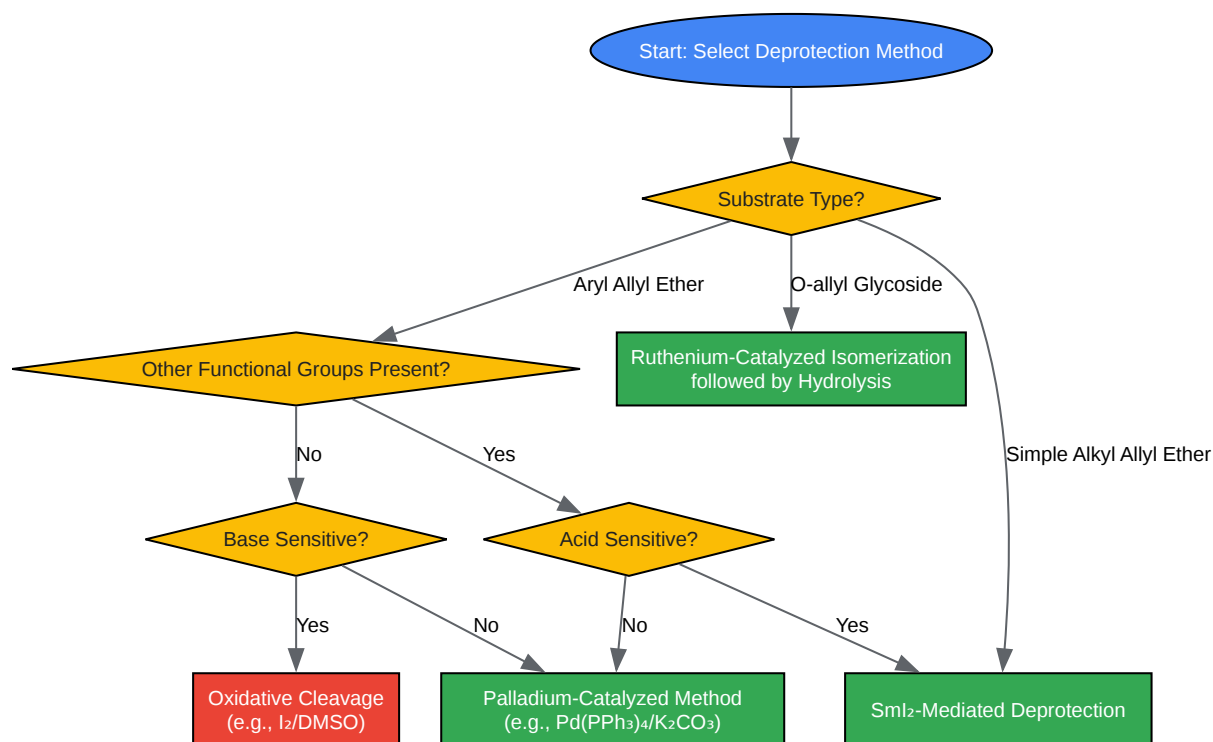 Start: Select Deprotection Method
Substrate Type?
Aryl Allyl Ether
O-allyl Glycoside
Ruthenium-Catalyzed Isomerization
followed by Hydrolysis
Other Functional Groups Present?
No
Yes
Simple Alkyl Allyl Ether
Base Sensitive?
Acid Sensitive?
Yes
No
No
Yes
Oxidative Cleavage
(e.g., I₂/DMSO)
Palladium-Catalyzed Method
(e.g., Pd(PPh₃)₄/K₂CO₃)
SmI₂-Mediated Deprotection